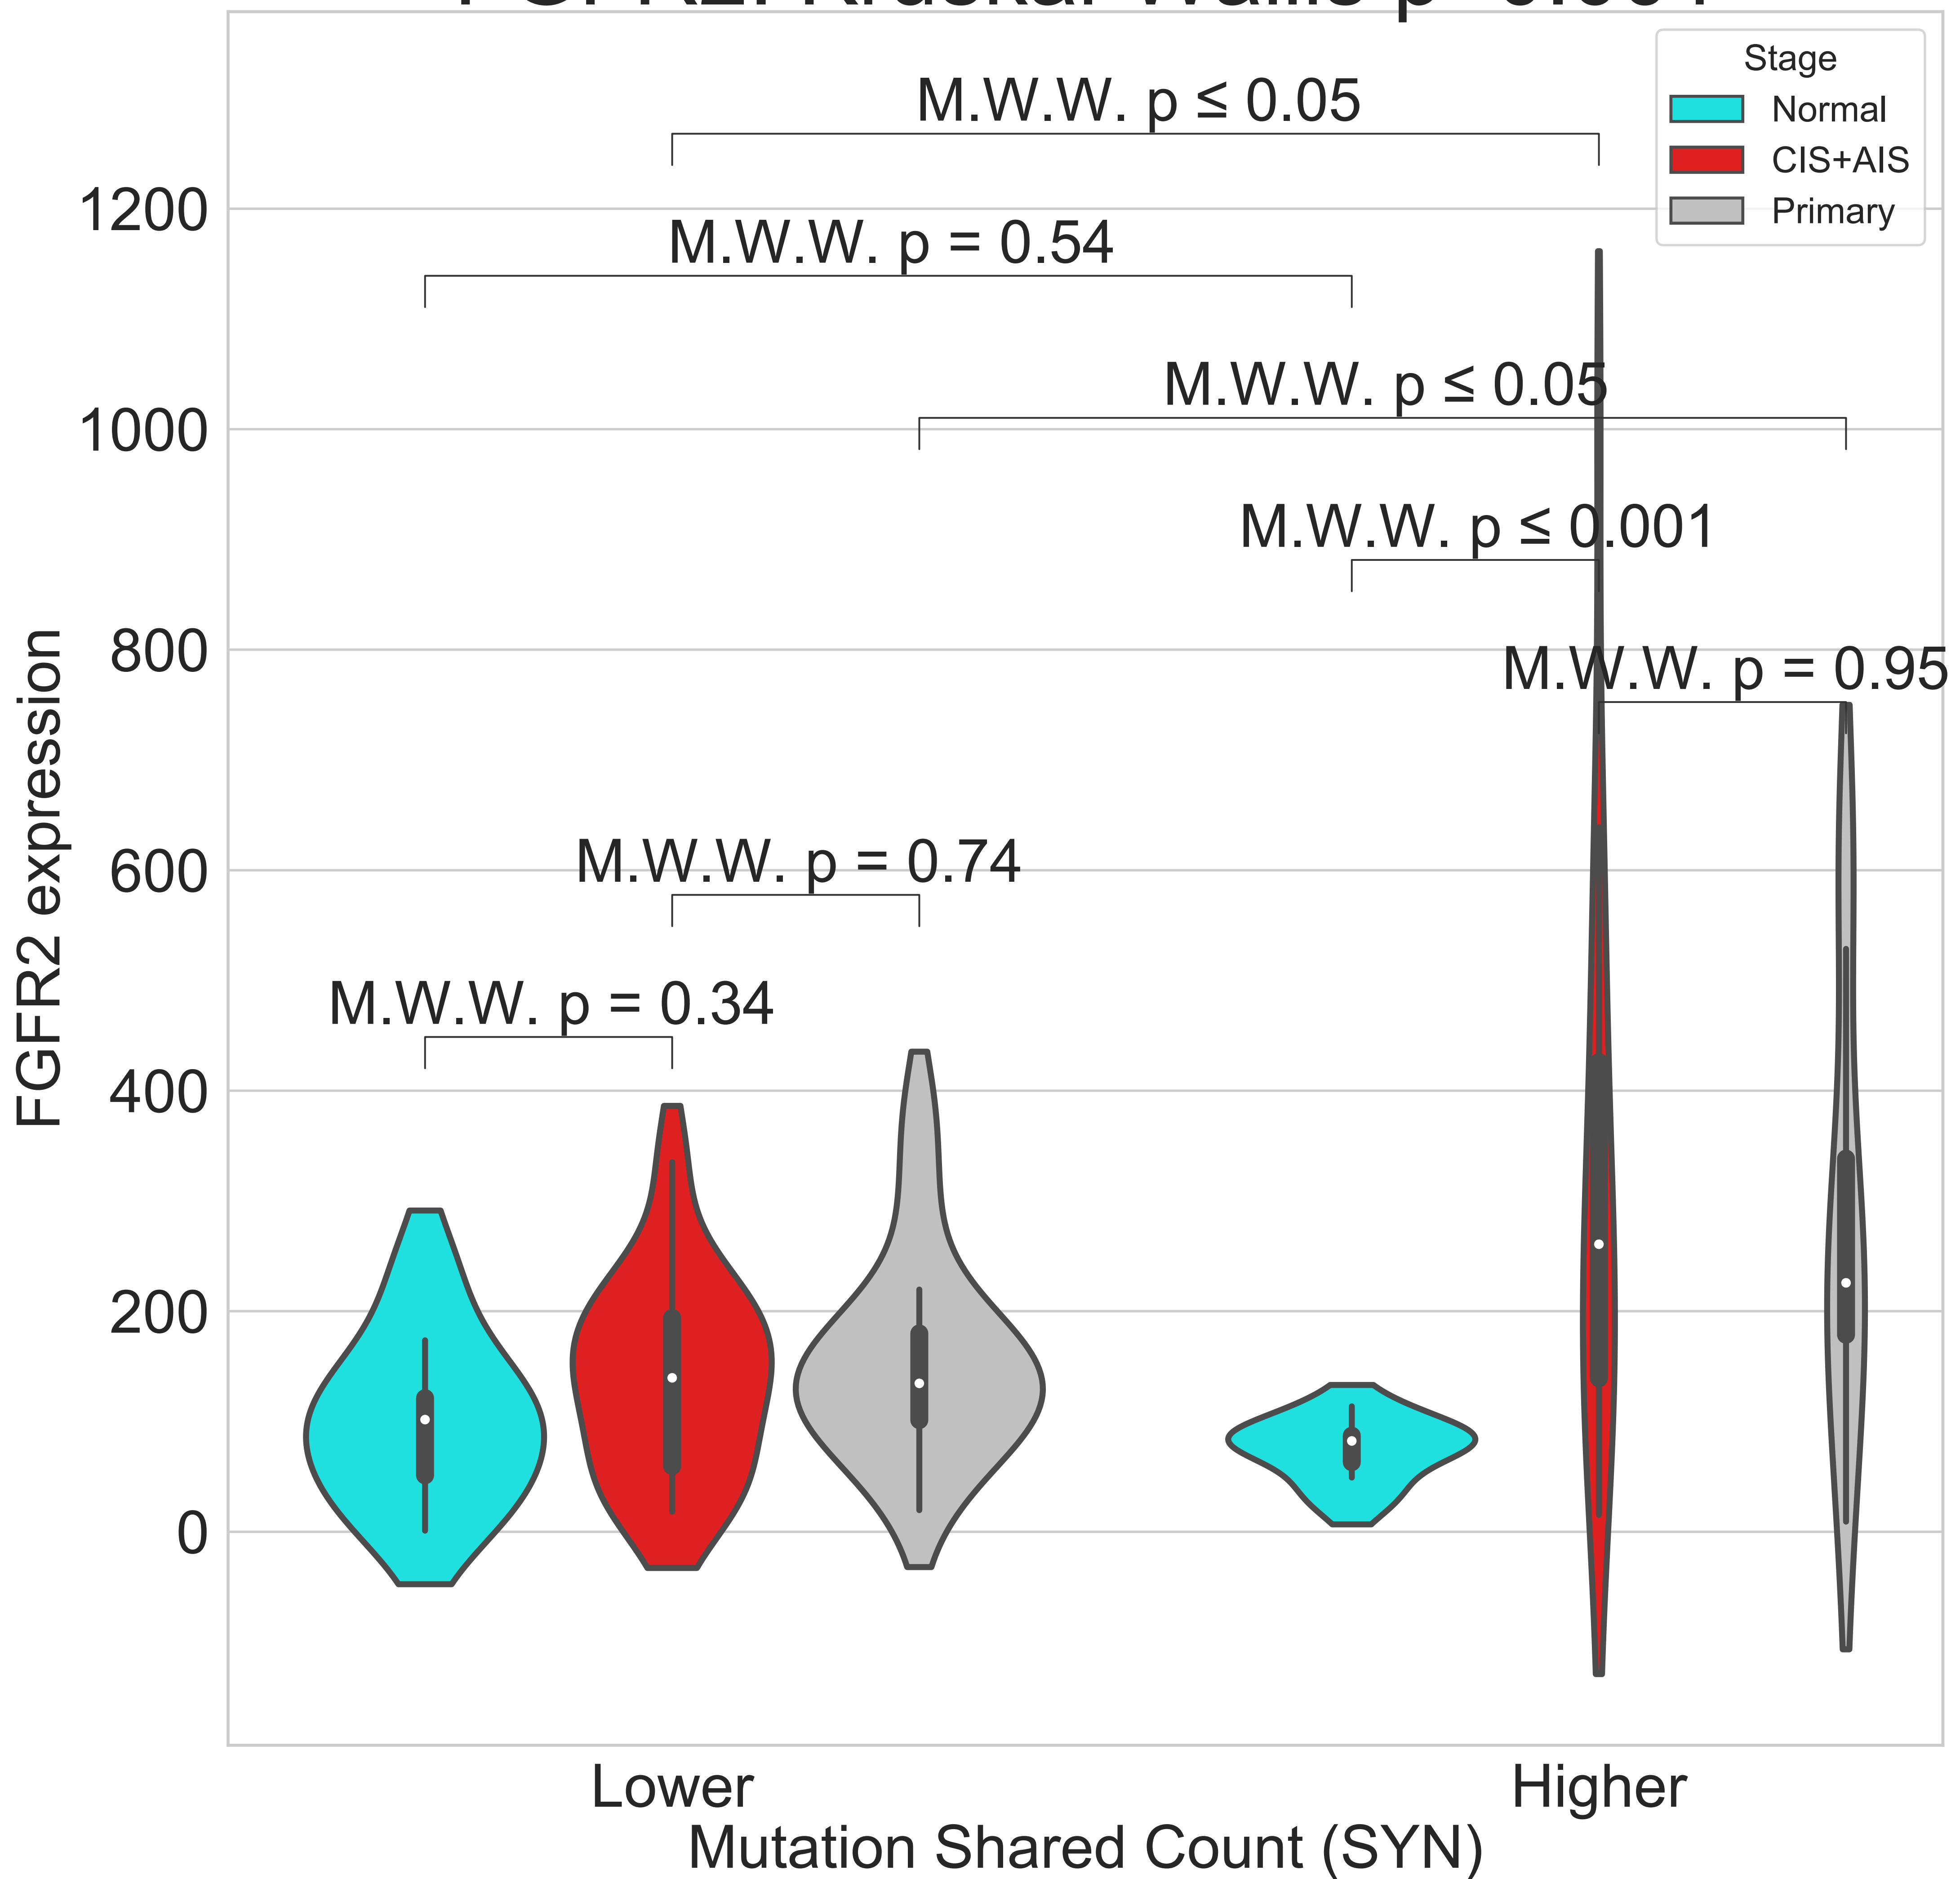 Stage
Normal
CIS+AIS
Primary
M.W.W. p ≤ 0.05
M.W.W. p = 0.54
M.W.W. p ≤ 0.05
M.W.W. p ≤ 0.001
M.W.W. p = 0.95
M.W.W. p = 0.74
M.W.W. p = 0.34
1200
1000
800
600
400
200
0
FGFR2 expression
Lower
Higher
Mutation Shared Count (SYN)